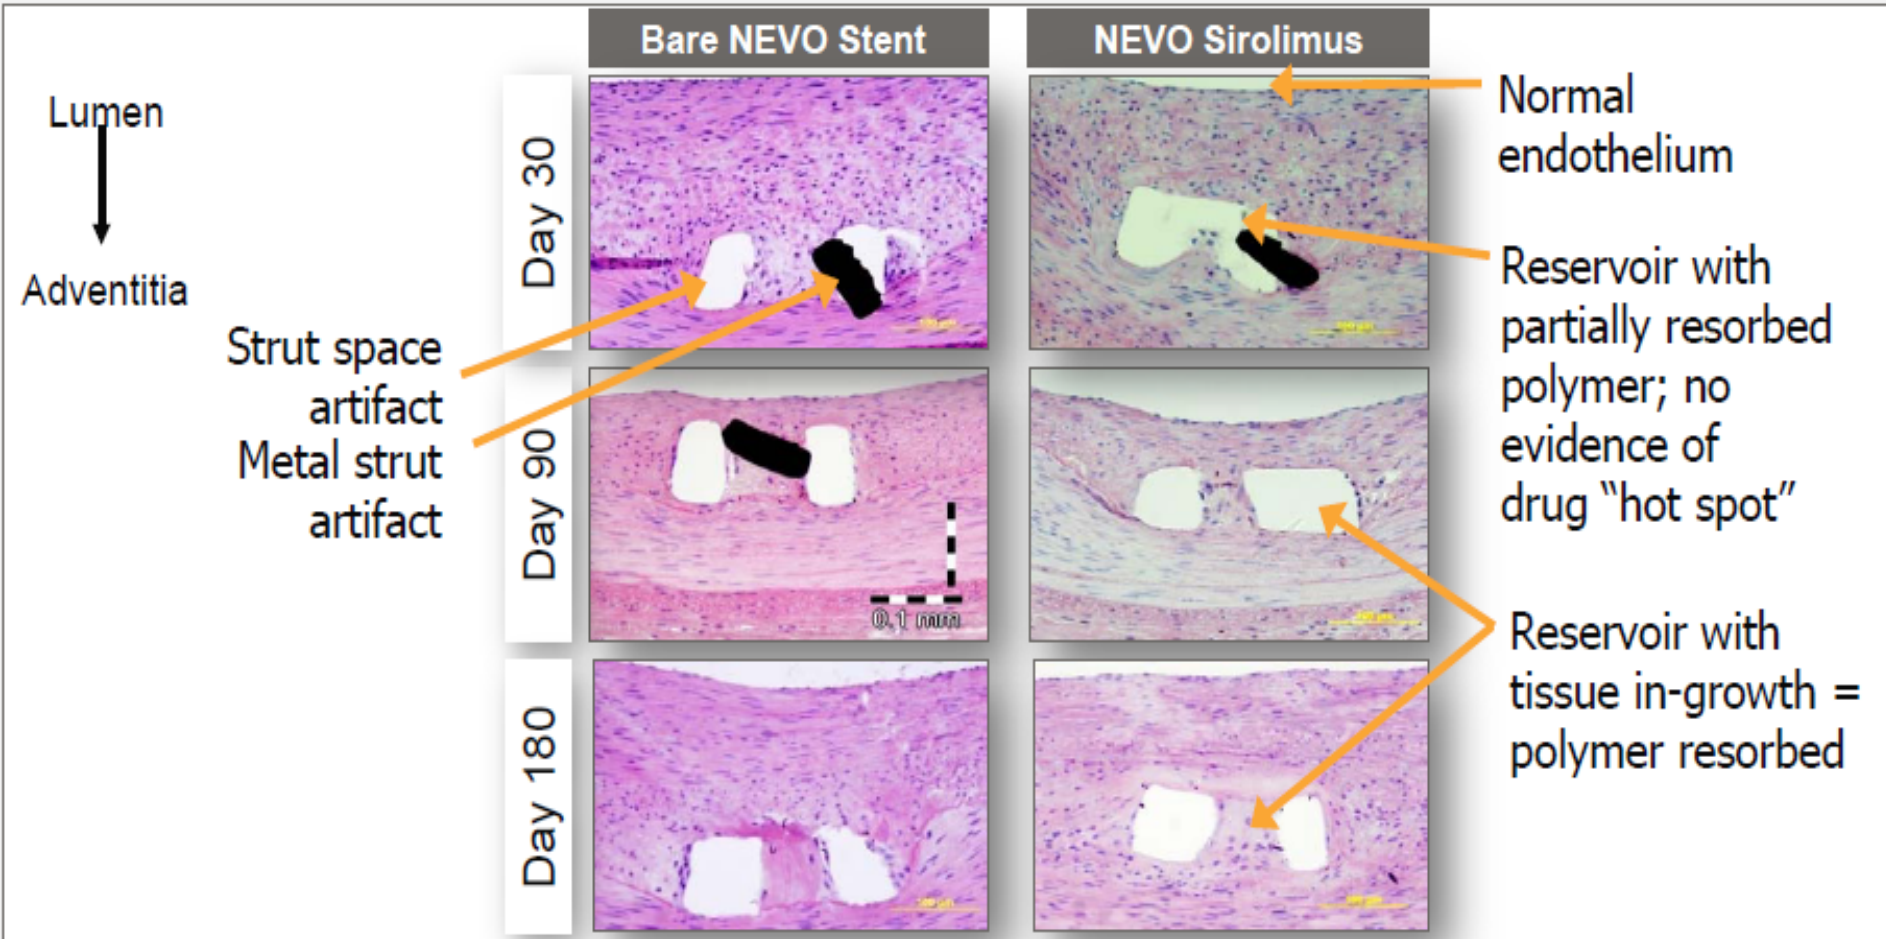 Bare NEVO Stent
NEVO Sirolimus
Lumen
Adventitia
Day 30
Day 90
Day 180
Strut space
artifact
Metal strut
artifact
0.1 mm
Normal
endothelium
Reservoir with
partially resorbed
polymer; no
evidence of
drug “hot spot”
Reservoir with
tissue in-growth =
polymer resorbed